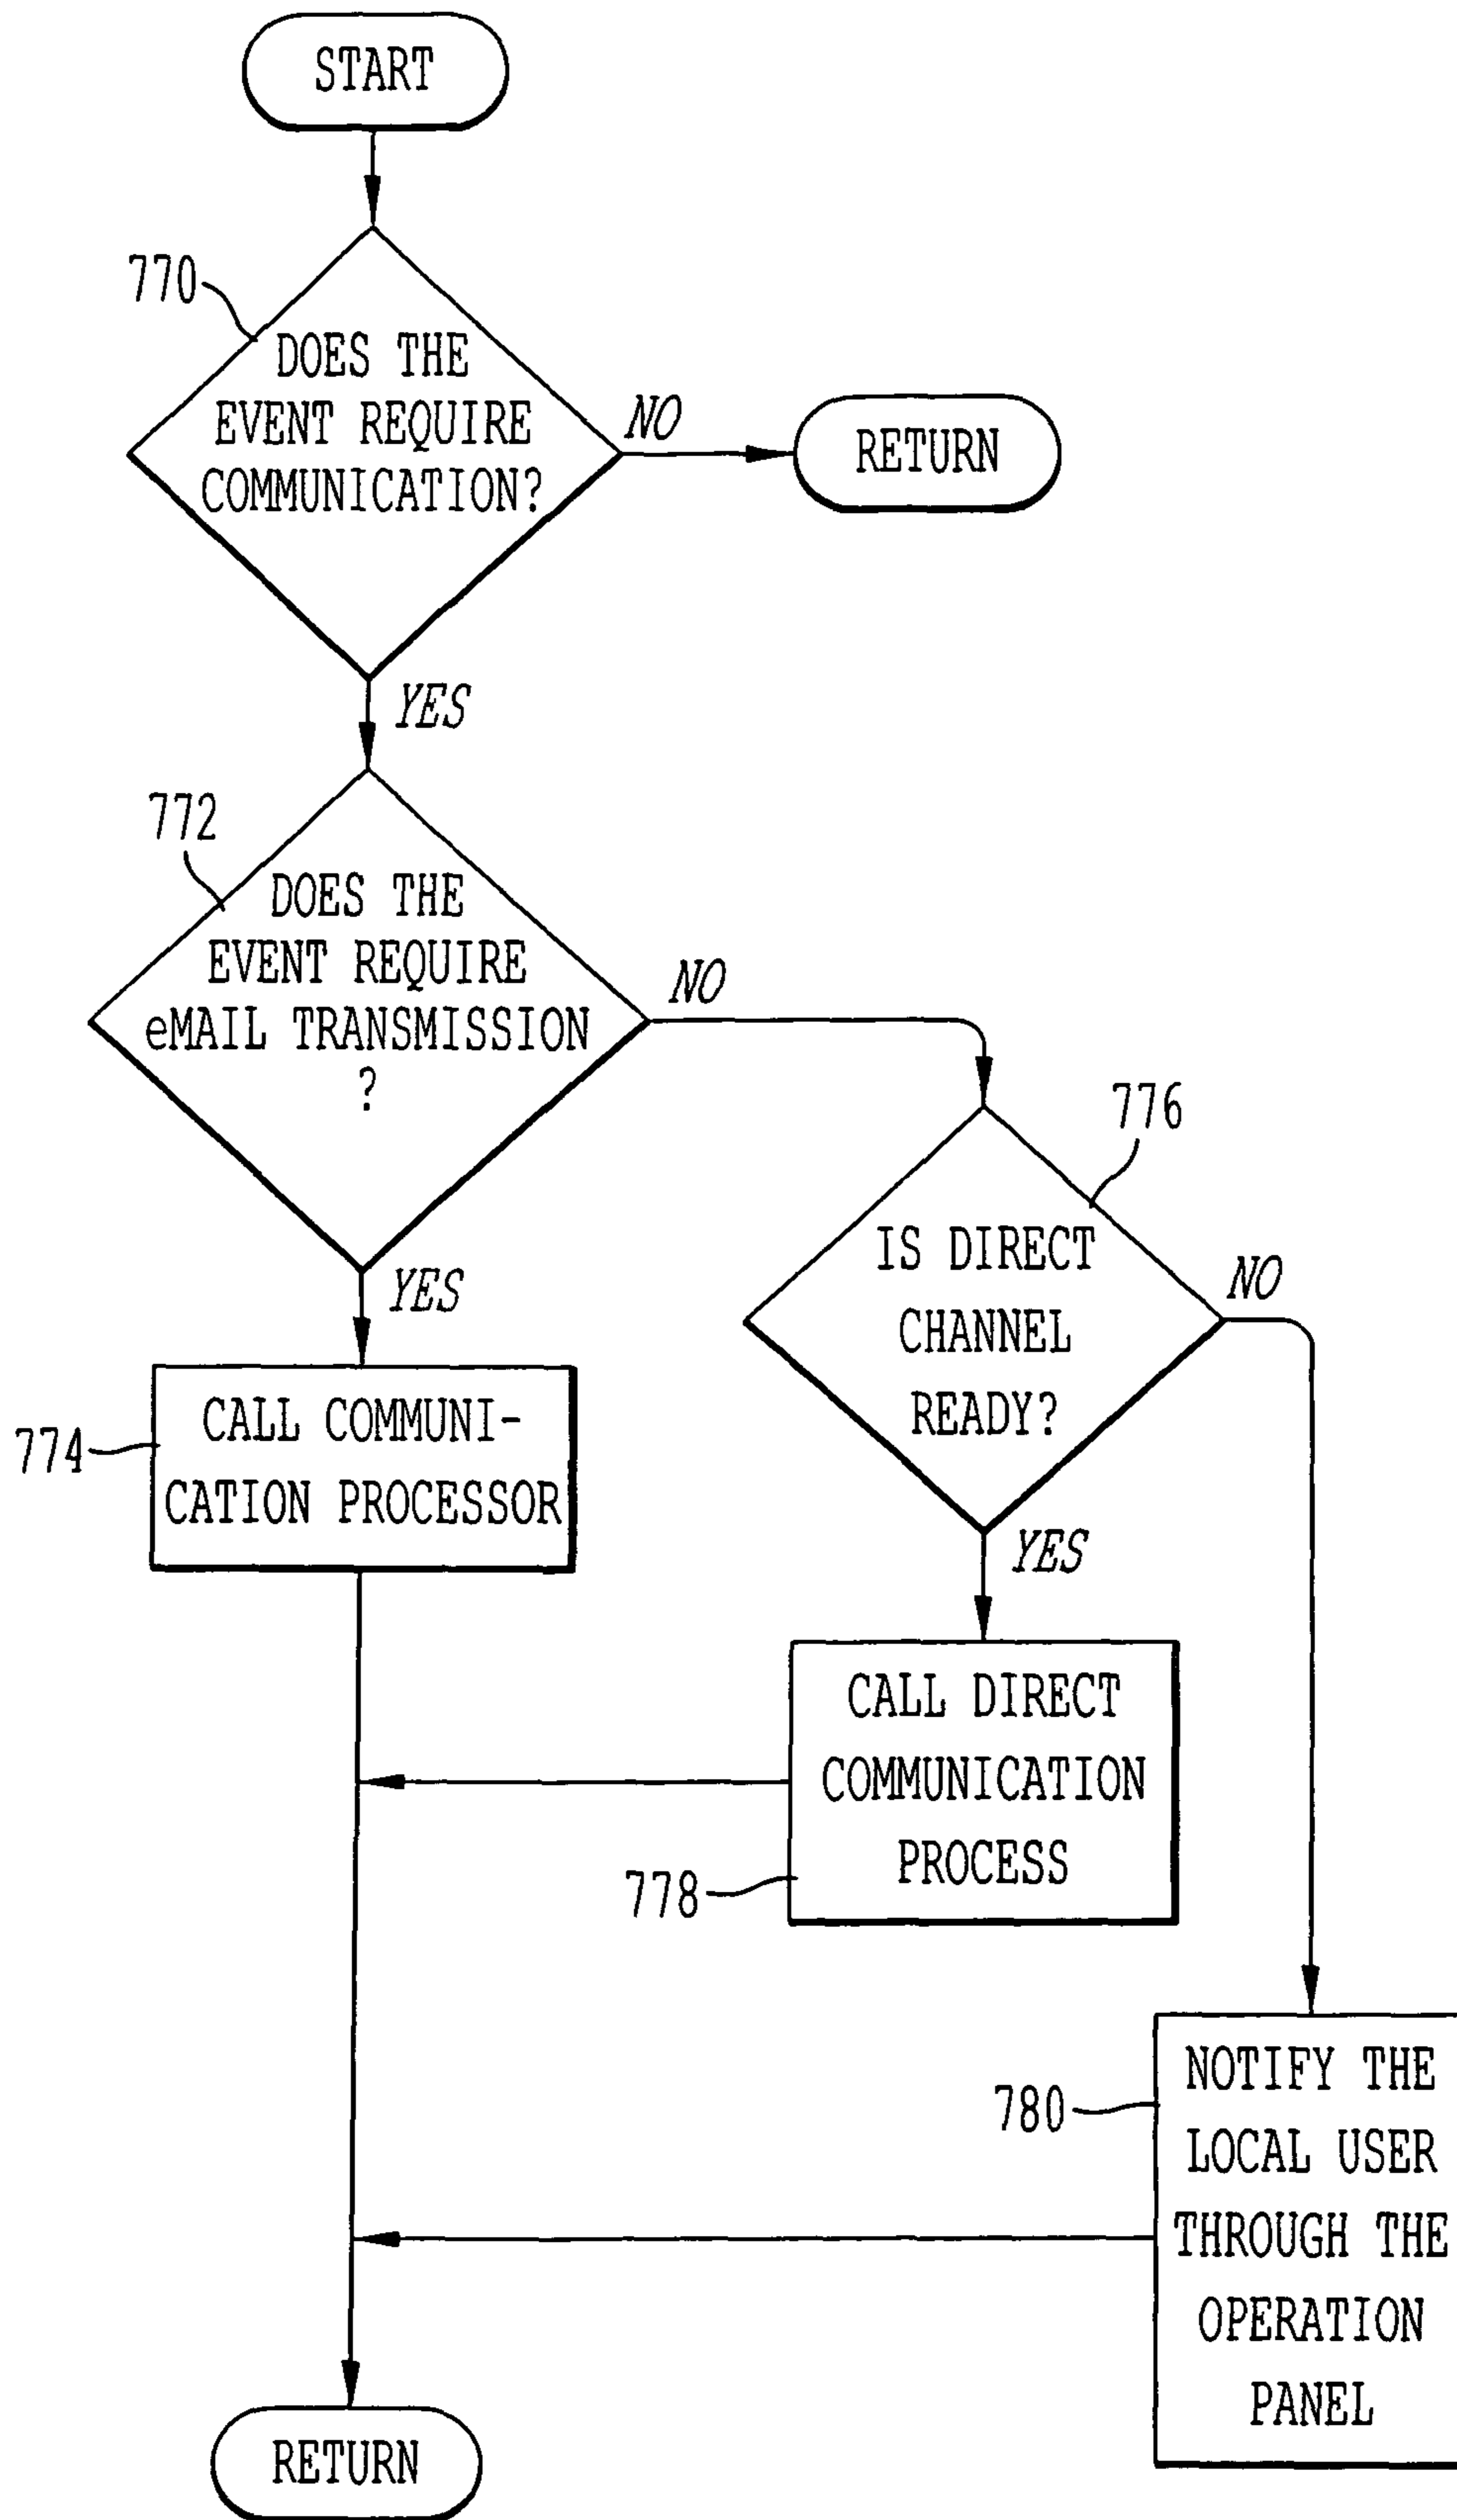 START
770
DOES THE
EVENT REQUIRE
COMMUNICATION?
NO
RETURN
YES
772
DOES THE
EVENT REQUIRE
eMAIL TRANSMISSION
?
NO
YES
776
IS DIRECT
CHANNEL
READY?
NO
YES
774
CALL COMMUNI-
CATION PROCESSOR
CALL DIRECT
COMMUNICATION
PROCESS
778
780
NOTIFY THE
LOCAL USER
THROUGH THE
OPERATION
PANEL
RETURN